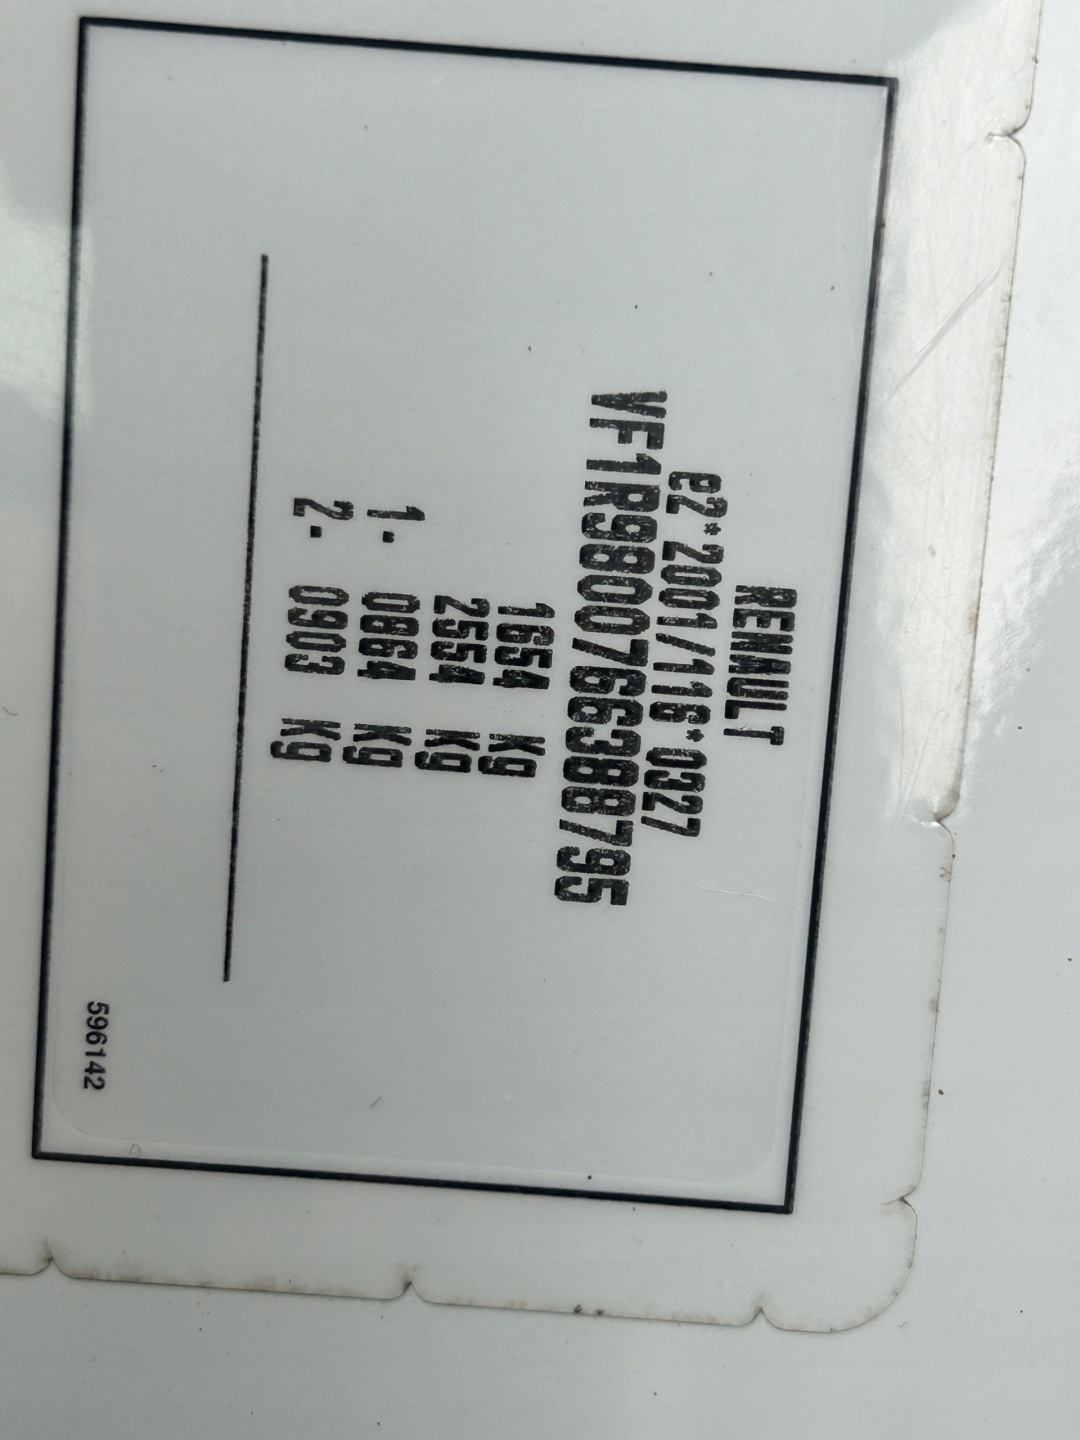 RENAULT
e2*2001/116*0327
VF1R9800766388795
1654 Kg
2554 Kg
1- 0864 Kg
2- 0903 Kg
596142